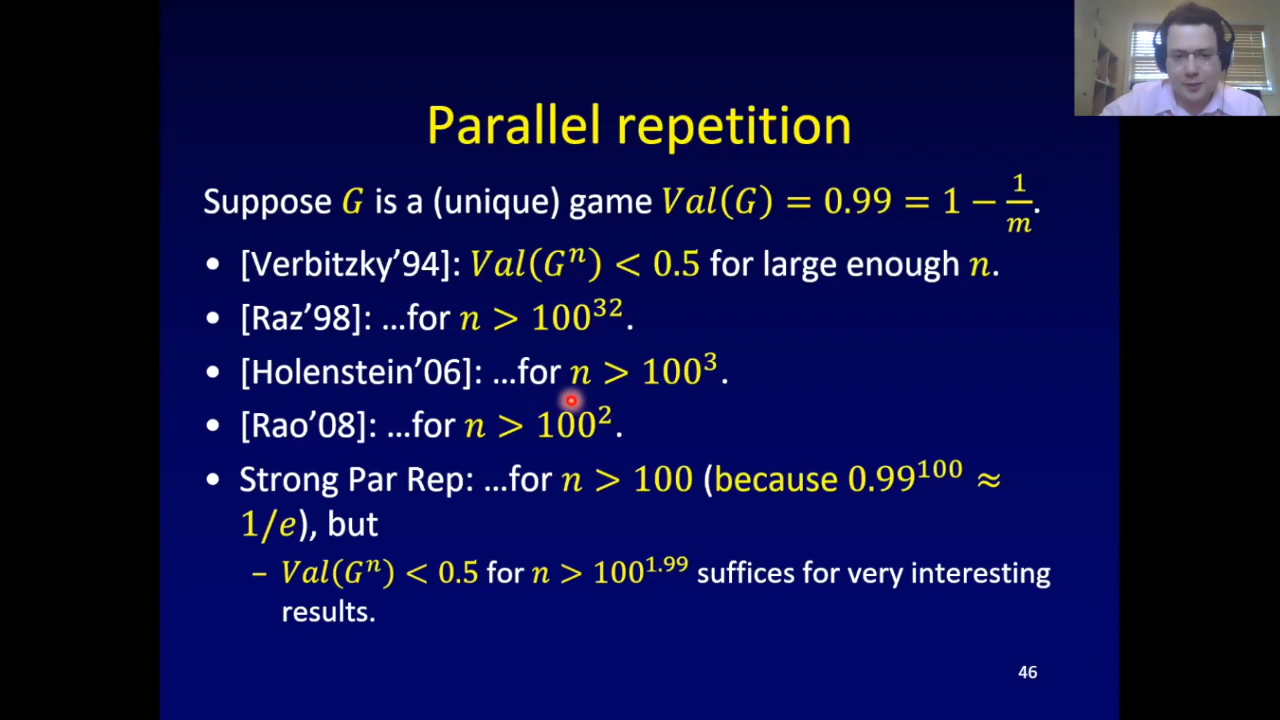 Parallel repetition
Suppose G is a (unique) game Val(G) = 0.99 = 1 − 1/m.
• [Verbitzky’94]: Val(Gⁿ) < 0.5 for large enough n.
• [Raz’98]: …for n > 100³².
• [Holenstein’06]: …for n > 100³.
• [Rao’08]: …for n > 100².
• Strong Par Rep: …for n > 100 (because 0.99¹⁰⁰ ≈
1/e), but
– Val(Gⁿ) < 0.5 for n > 100¹·⁹⁹ suffices for very interesting
results.
46